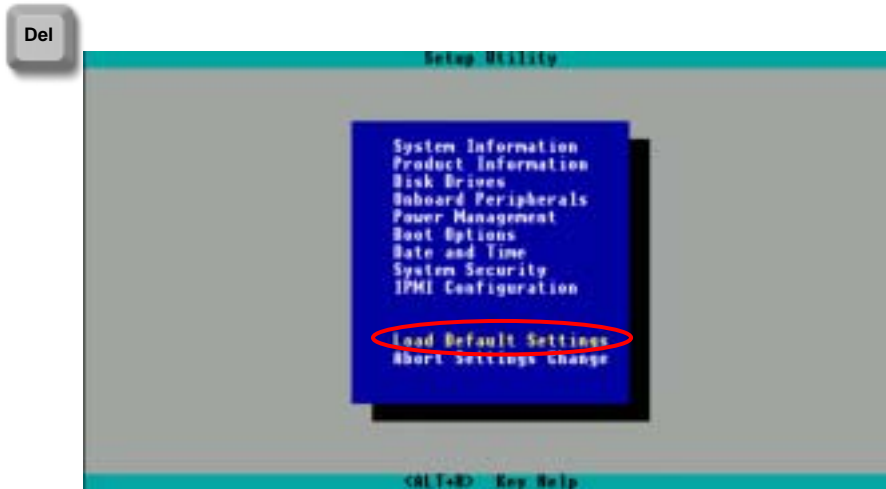 Del
Setup Utility
System Information
Product Information
Disk Drives
Onboard Peripherals
Power Management
Boot Options
Date and Time
System Security
IPMI Configuration
Load Default Settings
Abort Settings Change
Key Help